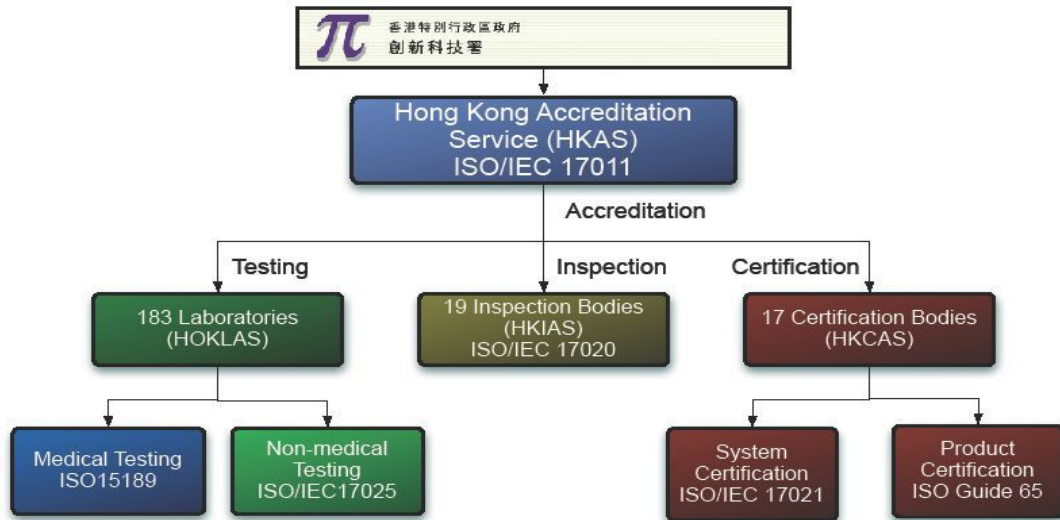 香港特別行政區政府
創新科技署
Hong Kong Accreditation
Service (HKAS)
ISO/IEC 17011
Accreditation
Testing
Inspection
Certification
183 Laboratories
(HOKLAS)
19 Inspection Bodies
(HKIAS)
ISO/IEC 17020
17 Certification Bodies
(HKCAS)
Medical Testing
ISO15189
Non-medical
Testing
ISO/IEC17025
System
Certification
ISO/IEC 17021
Product
Certification
ISO Guide 65